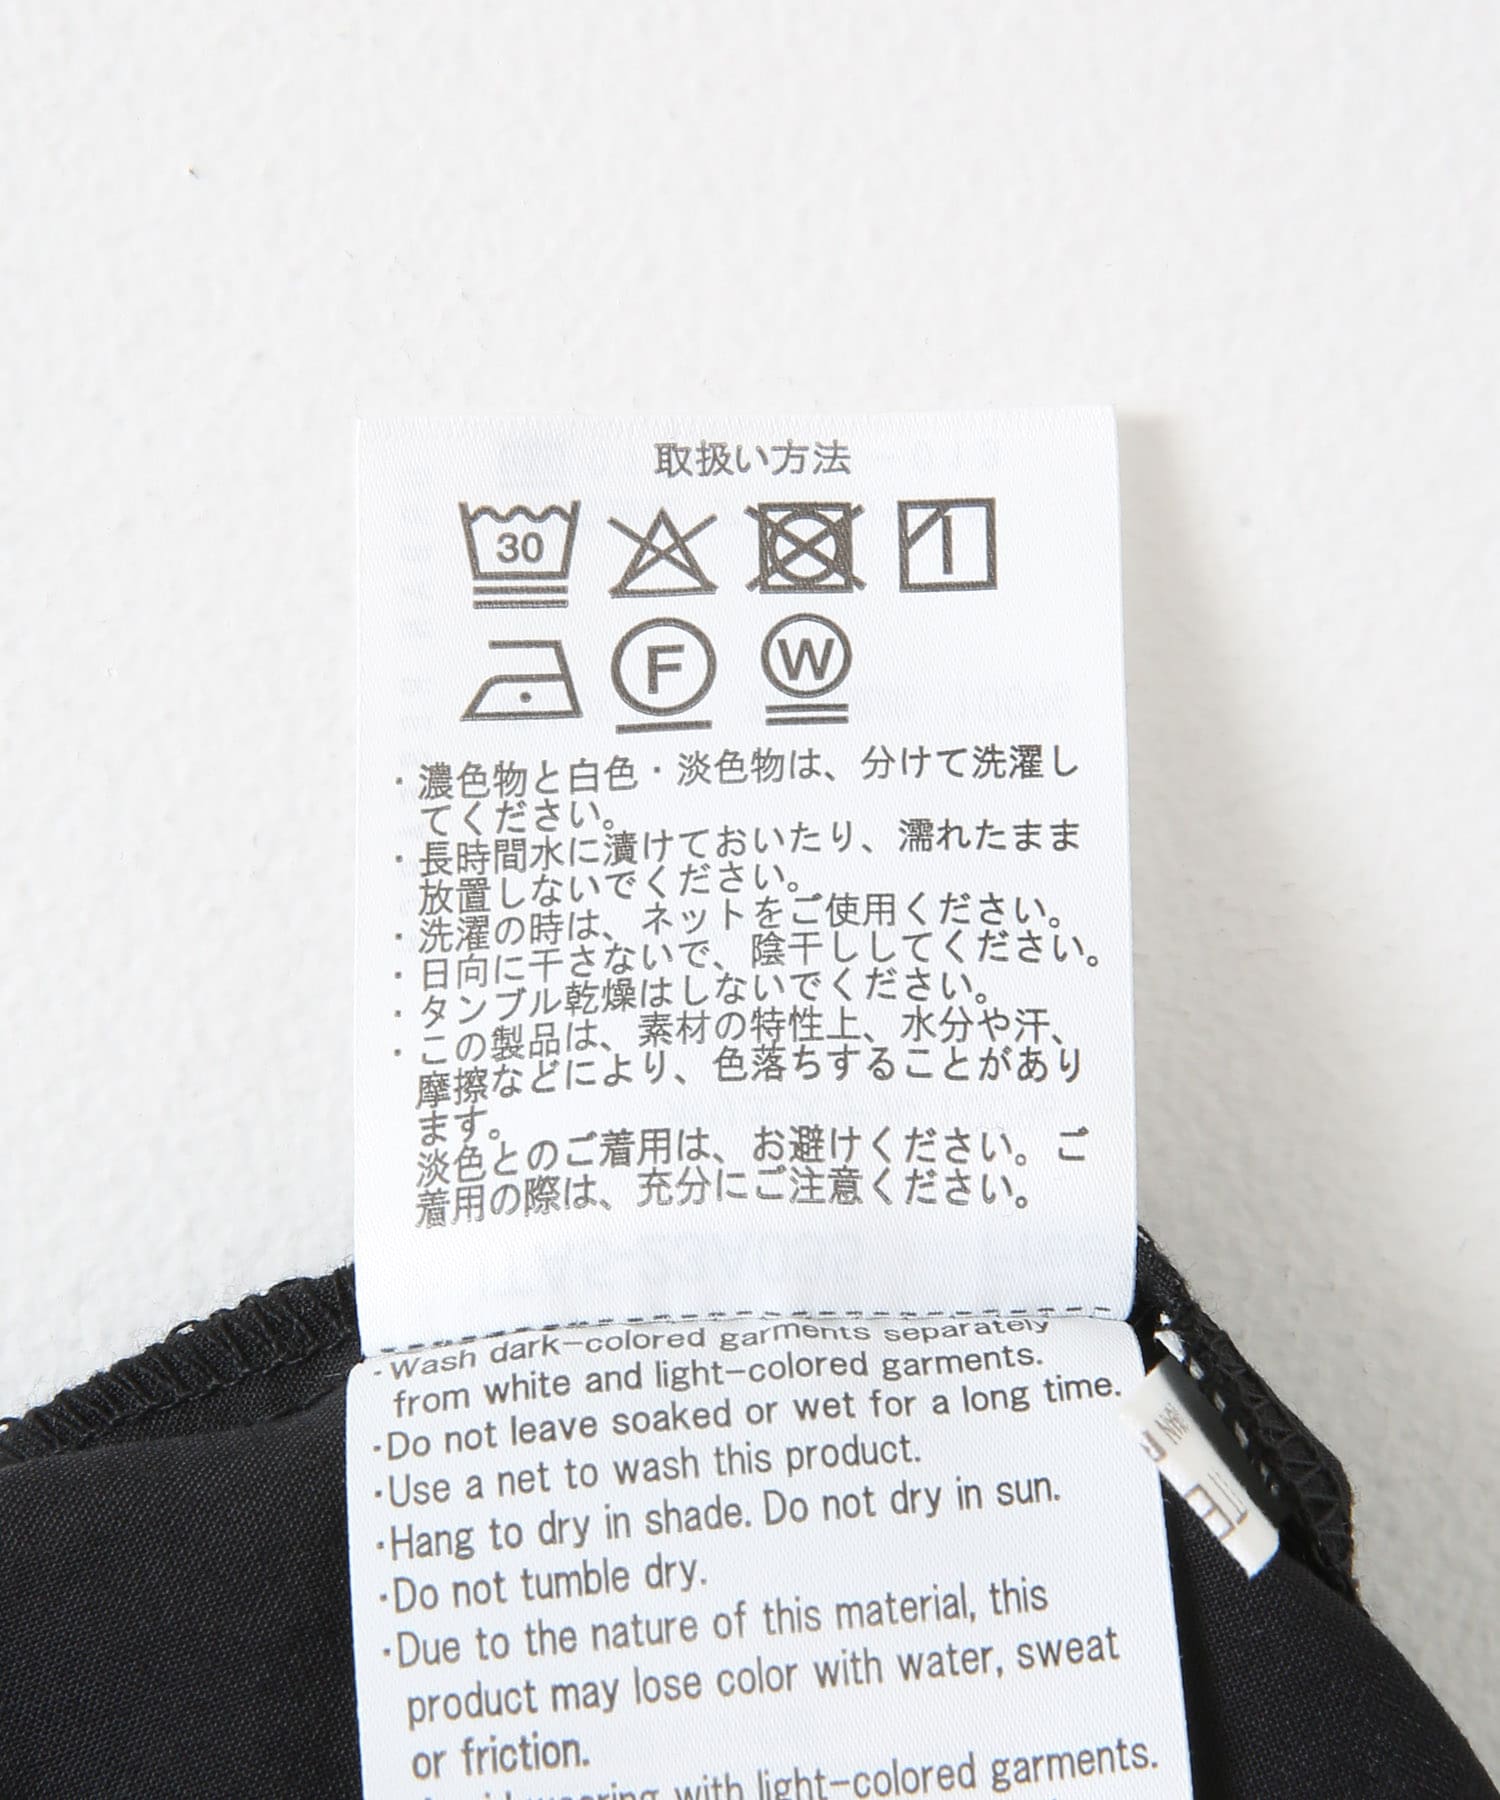 取扱い方法
30
1
F
W
・濃色物と白色・淡色物は、分けて洗濯し
てください。
・長時間水に漬けておいたり、濡れたまま
放置しないでください。
・洗濯の時は、ネットをご使用ください。
・日向に干さないで、陰干ししてください。
・タンブル乾燥はしないでください。
・この製品は、素材の特性上、水分や汗、
摩擦などにより、色落ちすることがあり
ます。
淡色とのご着用は、お避けください。ご
着用の際は、充分にご注意ください。
・Wash dark-colored garments separately
from white and light-colored garments.
・Do not leave soaked or wet for a long time.
・Use a net to wash this product.
・Hang to dry in shade. Do not dry in sun.
・Do not tumble dry.
・Due to the nature of this material, this
product may lose color with water, sweat
or friction.
wearing with light-colored garments.